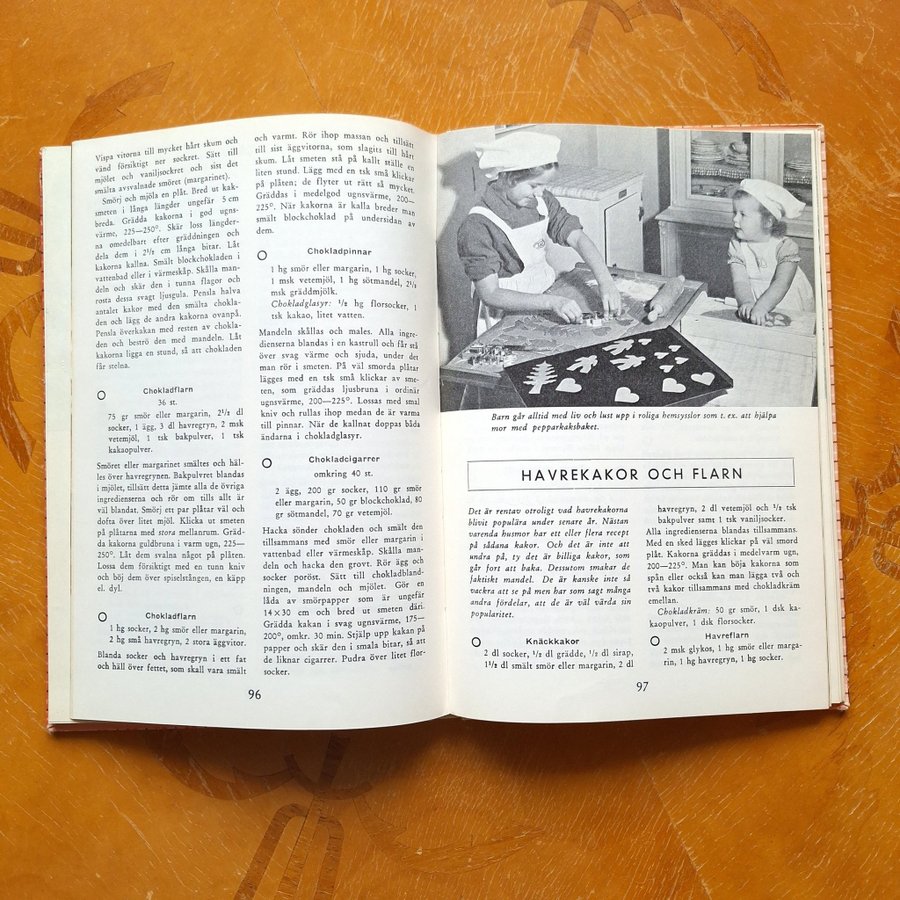 Vispa vitorna till mycket hårt skum och
vänd försiktigt ner sockret. Sätt till
mjölet och vaniljsockret och sist det
smälta avsvalnade smöret (margarinet).
Smörj och mjöla en plåt. Bred ut kak-
smeten i långa längder ungefär 5 cm
breda. Grädda kakorna i god ugns-
värme, 225—250°. Skär loss längder-
na omedelbart efter gräddningen och
dela dem i 2½ cm långa bitar. Låt
kakorna kallna. Smält blockchokladen i
vattenbad eller i värmeskåp. Skålla man-
deln och skär den i tunna flagor och
rosta dessa svagt ljusgula. Pensla halva
antalet kakor med den smälta chokla-
den och lägg de andra kakorna ovanpå.
Pensla överkakan med resten av chokla-
den och beströ den med mandeln. Låt
kakorna ligga en stund, så att chokladen
får stelna.
Chokladflarn
36 st.
75 gr smör eller margarin, 2½ dl
socker, 1 ägg, 3 dl havregryn, 2 msk
vetemjöl, 1 tsk bakpulver, 1 tsk
kakaopulver.
Smöret eller margarinet smältes och häl-
les över havregrynen. Bakpulvret blandas
i mjölet, tillsätt detta jämte alla de övriga
ingredienserna och rör om tills allt är
väl blandat. Smörj ett par plåtar väl och
dofta över litet mjöl. Klicka ut smeten
på plåtarna med stora mellanrum. Gräd-
da kakorna guldbruna i varm ugn, 225—
250°. Låt dem svalna något på plåten.
Lossa dem försiktigt med en tunn kniv
och böj dem över spiselstången, en käpp
el. dyl.
Chokladflarn
1 hg socker, 2 hg smör eller margarin,
2 hg små havregryn, 2 stora äggvitor.
Blanda socker och havregryn i ett fat
och häll över fettet, som skall vara smält
och varmt. Rör ihop massan och tillsätt
till sist äggvitorna, som slagits till hårt
skum. Låt smeten stå på kallt ställe en
liten stund. Lägg med en tsk små klickar
på plåten; de flyter ut rätt så mycket.
Gräddas i medelgod ugnsvärme, 200—
225°. När kakorna är kalla breder man
smält blockchoklad på undersidan av
dem.
Chokladpinnar
1 hg smör eller margarin, 1 hg socker,
1 msk vetemjöl, 1 hg sötmandel, 2½
msk gräddmjölk.
Chokladglasyr: ½ hg florsocker, 1
tsk kakao, litet vatten.
Mandeln skållas och males. Alla ingre-
dienserna blandas i en kastrull och får stå
över svag värme och sjuda, under det
man rör i smeten. På väl smorda plåtar
lägges med en tsk små klickar av sme-
ten, som gräddas ljusbruna i ordinär
ugnsvärme, 200—225°. Lossas med smal
kniv och rullas ihop medan de är varma
till pinnar. När de kallnat doppas båda
ändarna i chokladglasyr.
Chokladcigarrer
omkring 40 st.
2 ägg, 200 gr socker, 110 gr smör
eller margarin, 50 gr blockchoklad, 80
gr sötmandel, 70 gr vetemjöl.
Hacka sönder chokladen och smält den
tillsammans med smör eller margarin i
vattenbad eller värmeskåp. Skålla man-
deln och hacka den grovt. Rör ägg och
socker poröst. Sätt till chokladbland-
ningen, mandeln och mjölet. Gör en
låda av smörpapper som är ungefär
14×30 cm och bred ut smeten däri.
Grädda kakan i svag ugnsvärme, 175—
200°, omkr. 30 min. Stjälp upp kakan på
papper och skär den i smala bitar, så att
de liknar cigarrer. Pudra över litet flor-
socker.
96
Barn går alltid med liv och lust upp i roliga hemsysslor som t. ex. att hjälpa
mor med pepparkaksbaket.
HAVREKAKOR OCH FLARN
Det är rentav otroligt vad havrekakorna
blivit populära under senare år. Nästan
varenda husmor har ett eller flera recept
på sådana kakor. Och det är inte att
undra på, ty det är billiga kakor, som
går fort att baka. Dessutom smakar de
faktiskt mandel. De är kanske inte så
vackra att se på men har som sagt många
andra fördelar, att de är väl värda sin
popularitet.
Knäckkakor
2 dl socker, ½ dl grädde, ½ dl sirap,
1½ dl smält smör eller margarin, 2 dl
havregryn, 2 dl vetemjöl och ½ tsk
bakpulver samt 1 tsk vaniljsocker.
Alla ingredienserna blandas tillsammans.
Med en sked lägges klickar på väl smord
plåt. Kakorna gräddas i medelvarm ugn,
200—225°. Man kan böja kakorna som
spån eller också kan man lägga två och
två kakor tillsammans med chokladkräm
emellan.
Chokladkräm: 50 gr smör, 1 dsk ka-
kaopulver, 1 dsk florsocker.
Havreflarn
2 msk glykos, 1 hg smör eller marga-
rin, 1 hg havregryn, 1 hg socker.
97